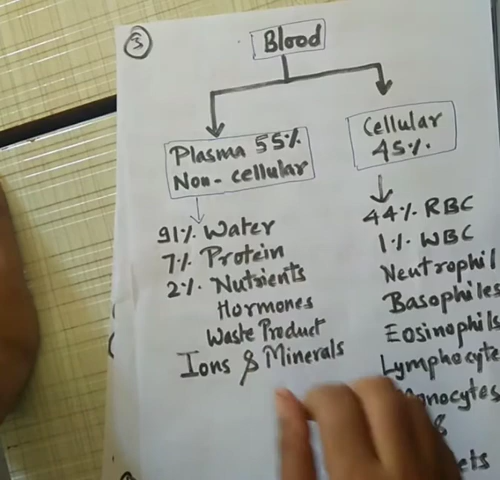 3
Blood
Plasma 55%
Non-cellular
91% Water
7% Protein
2% Nutrients
Hormones
Waste Product
Ions & Minerals
Cellular
45%.
44% RBC
1% WBC
Neutrophil
Basophiles
Eosinophils
Lymphocyte